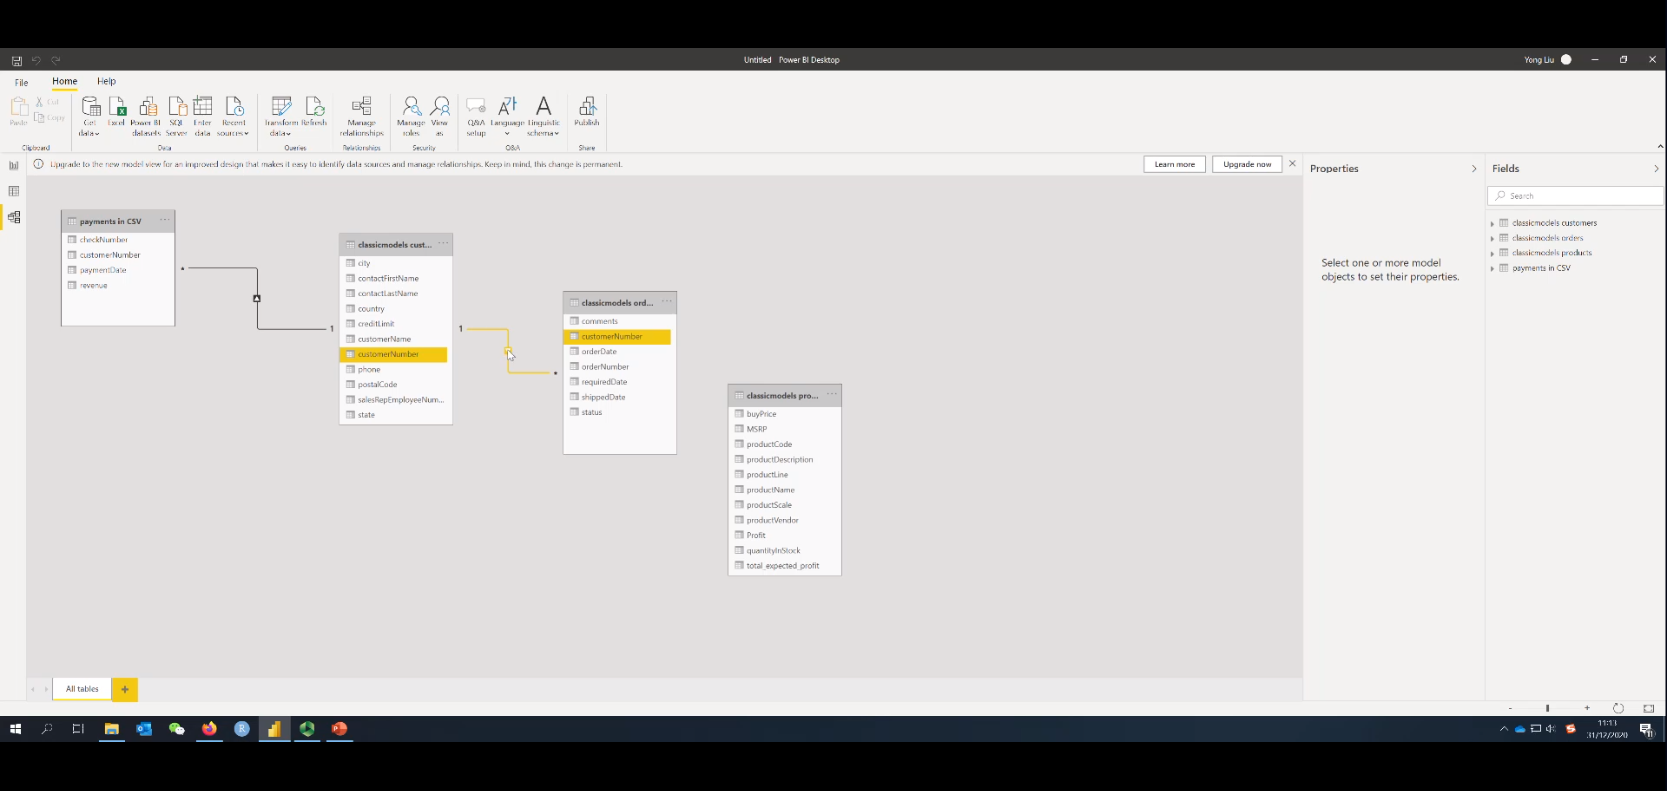 Untitled Power BI Desktop
Yong Liu
File Home Help
Paste
Cut
Copy
Get data
Excel
Power BI datasets
SQL Server
Enter data
Recent sources
Transform data
Refresh
Manage relationships
Manage roles
View as
Q&A setup
Language
Linguistic schema
Publish
Clipboard
Data
Queries
Relationships
Security
Q&A
Share
Upgrade to the new model view for an improved design that makes it easy to identify data sources and manage relationships. Keep in mind, this change is permanent.
Learn more
Upgrade now
payments in CSV
checkNumber
customerNumber
paymentDate
revenue
1
classicmodels cust...
city
contactFirstName
contactLastName
country
creditLimit
customerName
customerNumber
phone
postalCode
salesRepEmployeeNum...
state
1
classicmodels ord...
comments
customerNumber
orderDate
orderNumber
requiredDate
shippedDate
status
classicmodels pro...
buyPrice
MSRP
productCode
productDescription
productLine
productName
productScale
productVendor
Profit
quantityInStock
total_expected_profit
Properties
Select one or more model
objects to set their properties.
Fields
Search
classicmodels customers
classicmodels orders
classicmodels products
payments in CSV
All tables
11:13
31/12/2020